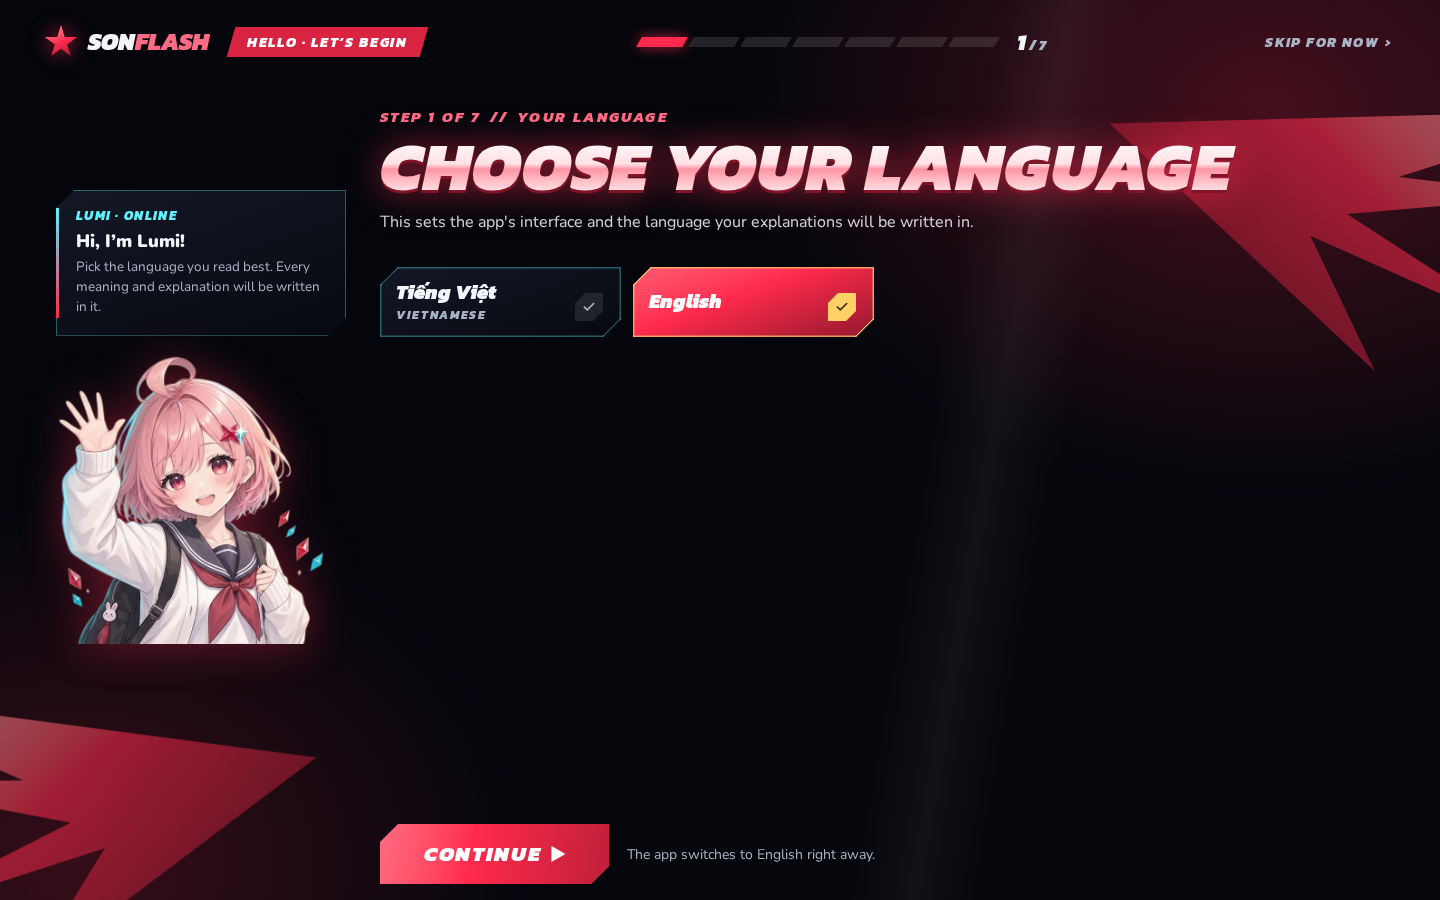 SONFLASH
HELLO · LET'S BEGIN
1 / 7
SKIP FOR NOW >
STEP 1 OF 7 // YOUR LANGUAGE
CHOOSE YOUR LANGUAGE
This sets the app's interface and the language your explanations will be written in.
LUMI · ONLINE
Hi, I’m Lumi!
Pick the language you read best. Every
meaning and explanation will be written
in it.
Tiếng Việt
VIETNAMESE
English
CONTINUE ▶
The app switches to English right away.